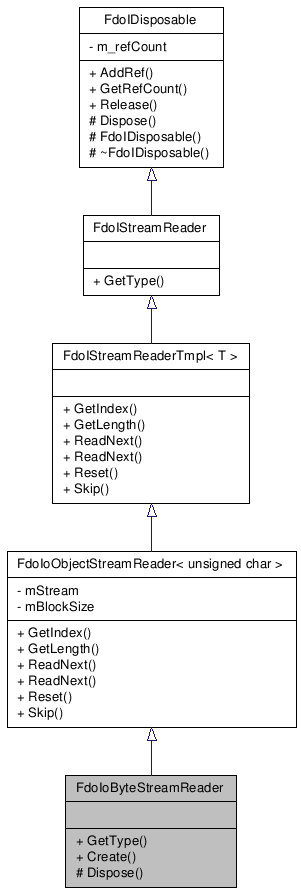 FdoIDisposable
- m_refCount
+ AddRef()
+ GetRefCount()
+ Release()
# Dispose()
# FdoIDisposable()
# ~FdoIDisposable()
FdoIStreamReader
+ GetType()
FdoIStreamReaderTmpl< T >
+ GetIndex()
+ GetLength()
+ ReadNext()
+ ReadNext()
+ Reset()
+ Skip()
FdoIoObjectStreamReader< unsigned char >
- mStream
- mBlockSize
+ GetIndex()
+ GetLength()
+ ReadNext()
+ ReadNext()
+ Reset()
+ Skip()
FdoIoByteStreamReader
+ GetType()
+ Create()
# Dispose()